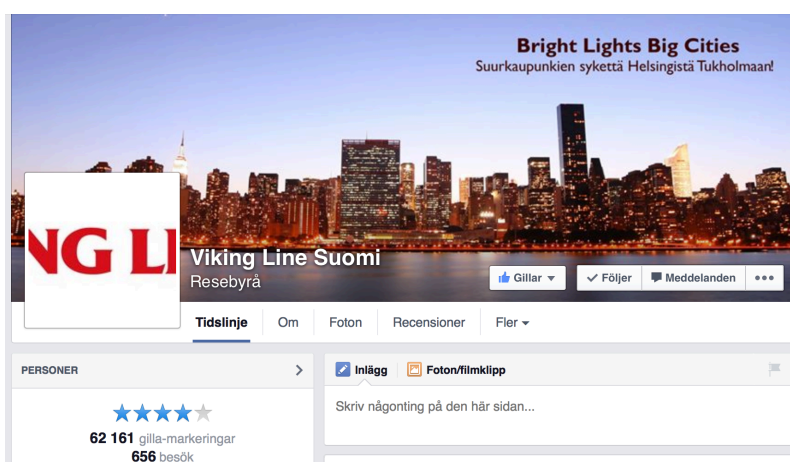 Bright Lights Big Cities
Suurkaupunkien sykettä Helsingistä Tukholmaan!
NG LI
Viking Line Suomi
Resebyrå
Gillar
Följer
Meddelanden
Tidslinje
Om
Foton
Recensioner
Fler
PERSONER
62 161 gilla-markeringar
656 besök
Inlägg
Foton/filmklipp
Skriv någonting på den här sidan...